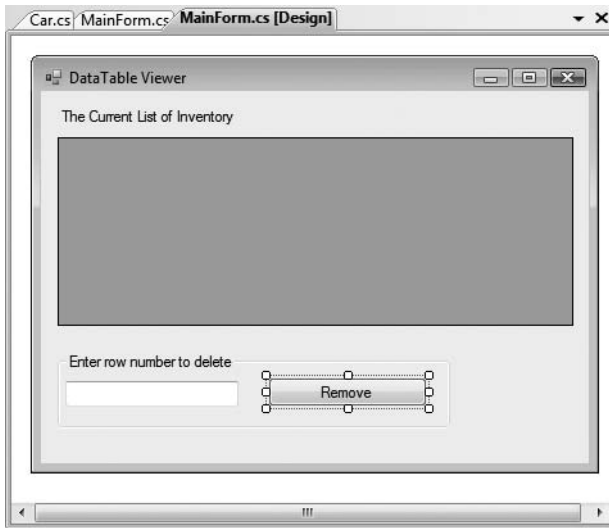 Car.cs MainForm.cs MainForm.cs [Design]
DataTable Viewer
The Current List of Inventory
Enter row number to delete
Remove